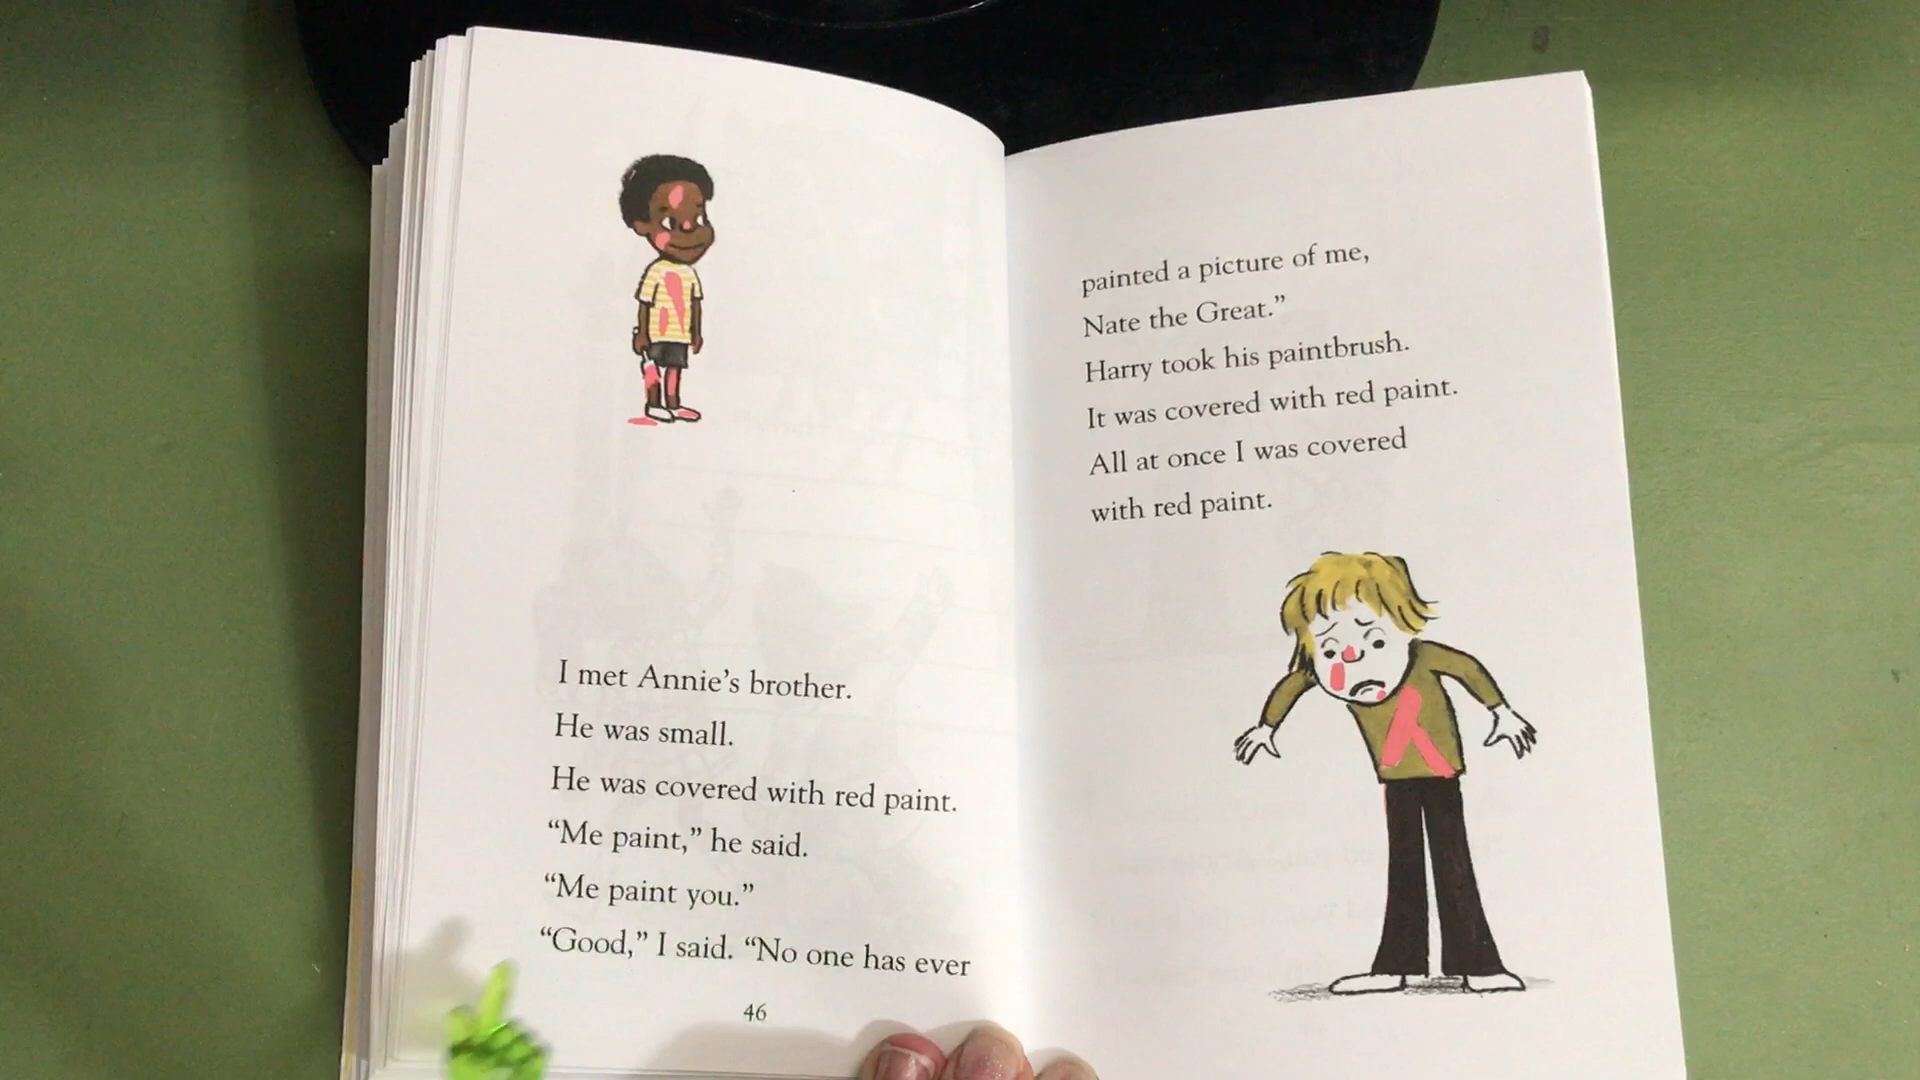 I met Annie's brother.
He was small.
He was covered with red paint.
“Me paint,” he said.
“Me paint you.”
“Good,” I said. “No one has ever
46
painted a picture of me,
Nate the Great.”
Harry took his paintbrush.
It was covered with red paint.
All at once I was covered
with red paint.